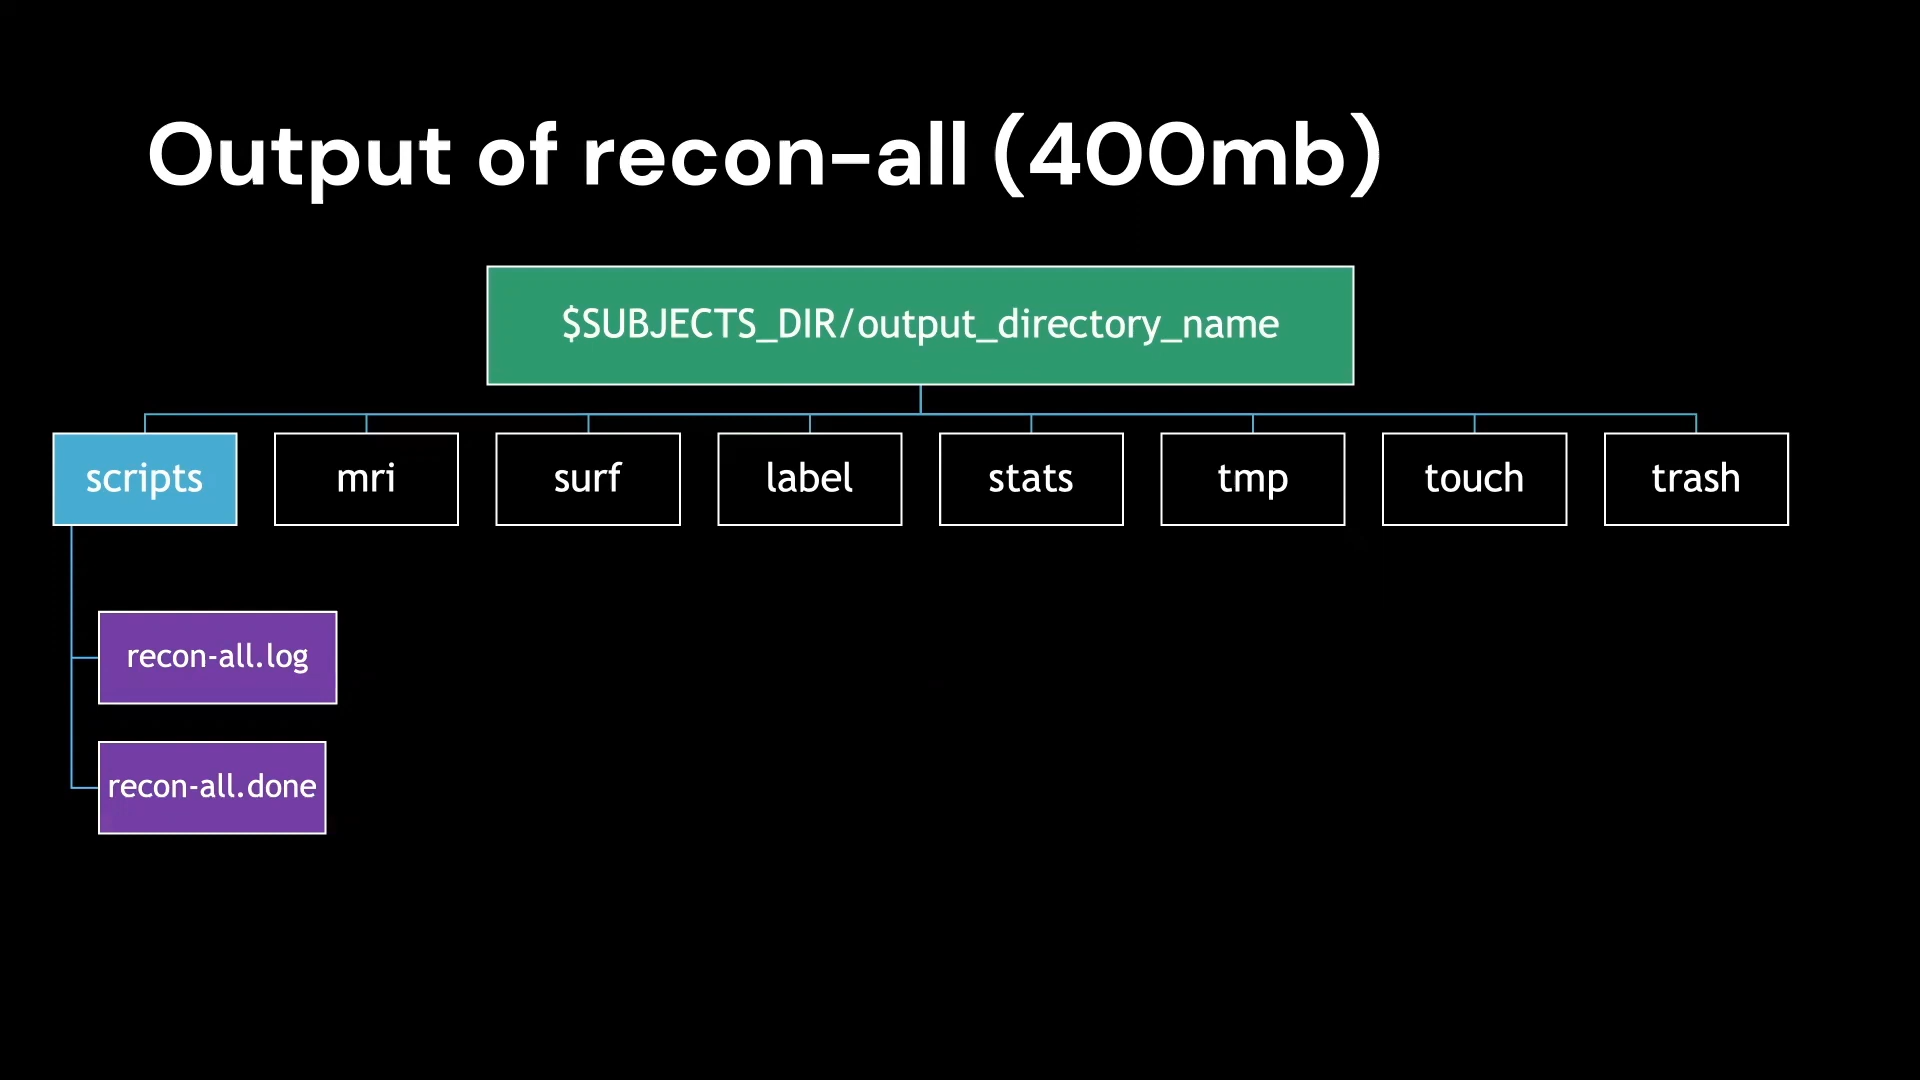 Output of recon-all (400mb)
$SUBJECTS_DIR/output_directory_name
scripts
mri
surf
label
stats
tmp
touch
trash
recon-all.log
recon-all.done